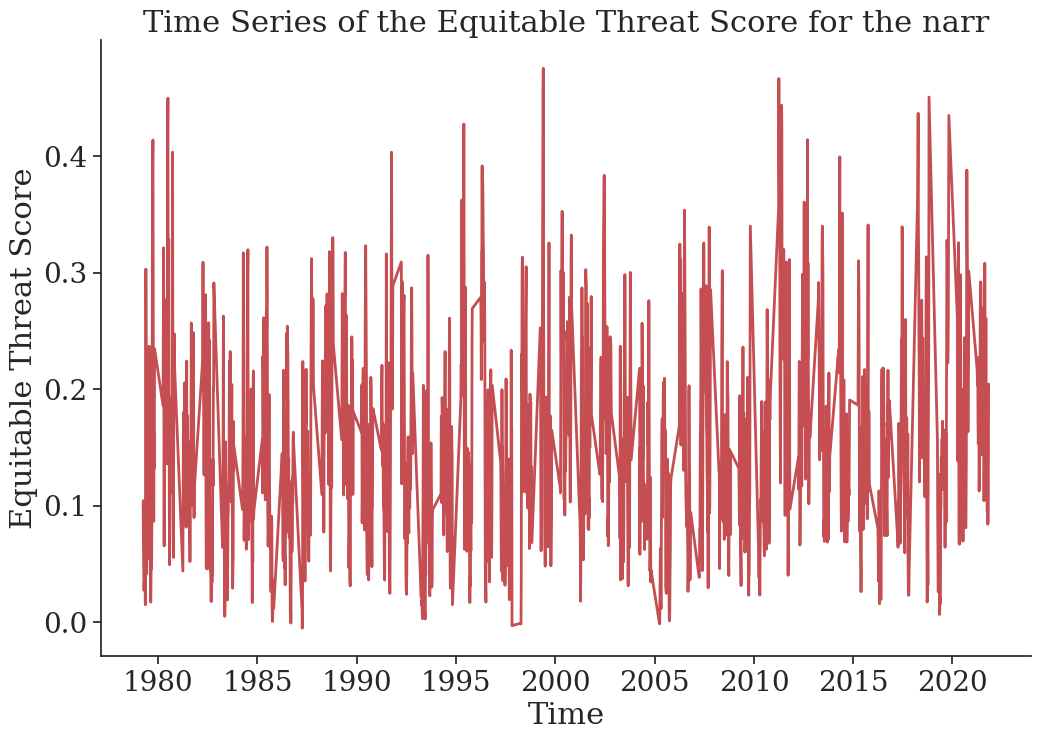 Time Series of the Equitable Threat Score for the narr
Equitable Threat Score
0.4
0.3
0.2
0.1
0.0
1980 1985 1990 1995 2000 2005 2010 2015 2020
Time